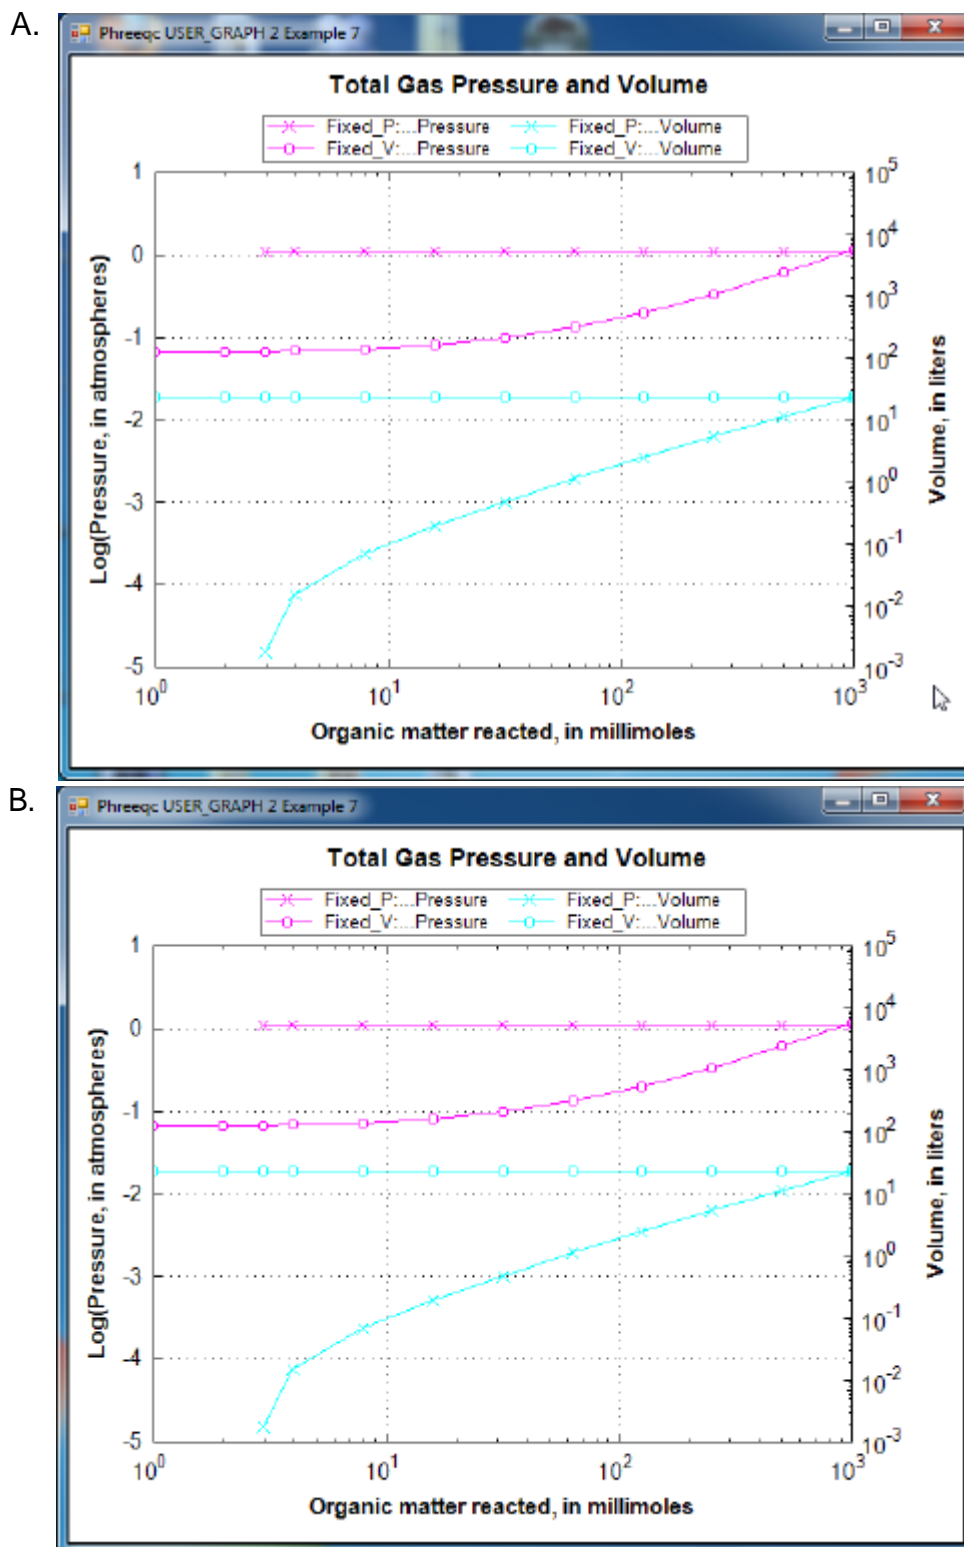 A.
Phreeqc USER_GRAPH 2 Example 7
Total Gas Pressure and Volume
Fixed_P:...Pressure Fixed_P:...Volume
Fixed_V:...Pressure Fixed_V:...Volume
Log(Pressure, in atmospheres)
1
0
-1
-2
-3
-4
-5
10^5
10^4
10^3
10^2
10^1
10^0
10^-1
10^-2
10^-3
Volume, in liters
10^0 10^1 10^2 10^3
Organic matter reacted, in millimoles
B.
Phreeqc USER_GRAPH 2 Example 7
Total Gas Pressure and Volume
Fixed_P:...Pressure Fixed_P:...Volume
Fixed_V:...Pressure Fixed_V:...Volume
Log(Pressure, in atmospheres)
1
0
-1
-2
-3
-4
-5
10^5
10^4
10^3
10^2
10^1
10^0
10^-1
10^-2
10^-3
Volume, in liters
10^0 10^1 10^2 10^3
Organic matter reacted, in millimoles